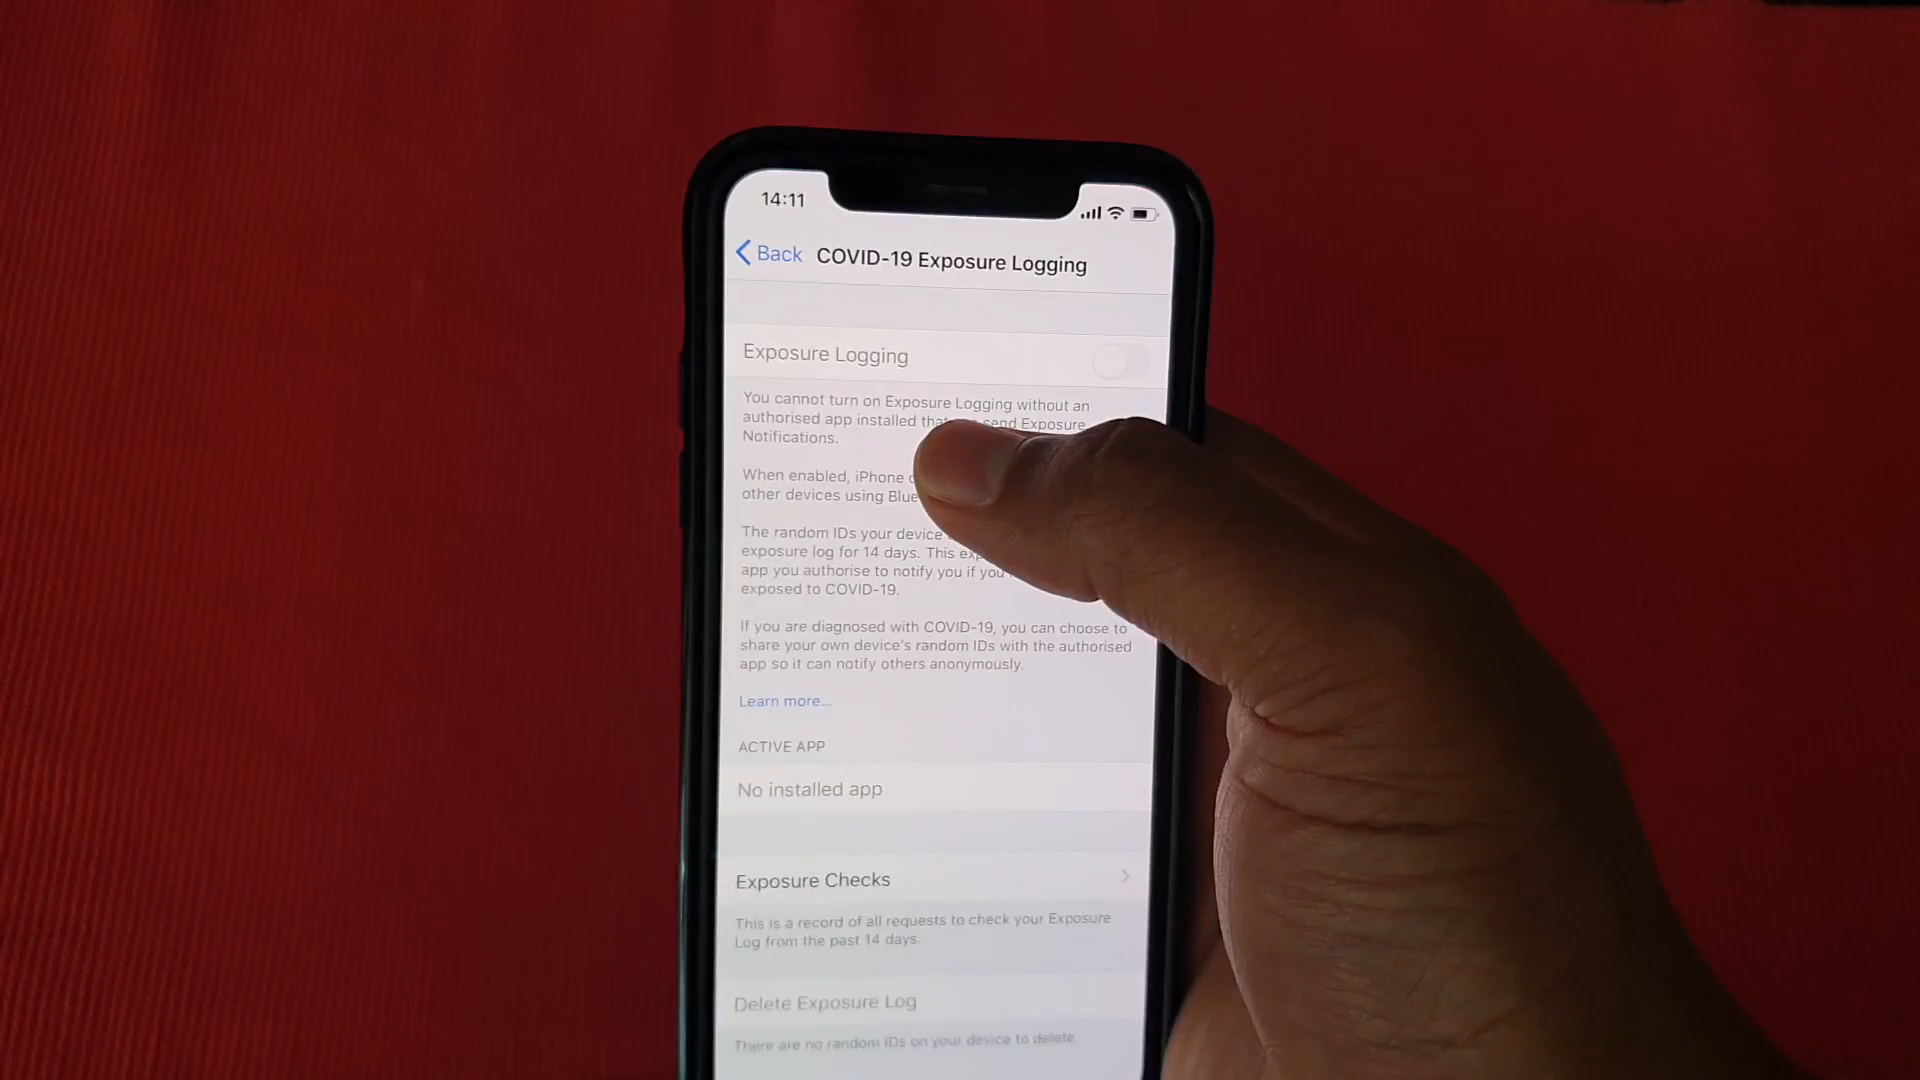 14:11
Back COVID-19 Exposure Logging
Exposure Logging
You cannot turn on Exposure Logging without an
authorised app installed send Exposure
Notifications.
When enabled, iPhone
other devices using
The random IDs your device
exposure log for 14 days. This
app you authorise to notify you if you
exposed to COVID-19.
If you are diagnosed with COVID-19, you can choose to
share your own device's random IDs with the authorised
app so it can notify others anonymously.
Learn more...
ACTIVE APP
No installed app
Exposure Checks
This is a record of all requests to check your Exposure
Log from the past 14 days.
Delete Exposure Log
There are no random IDs on your device to delete.